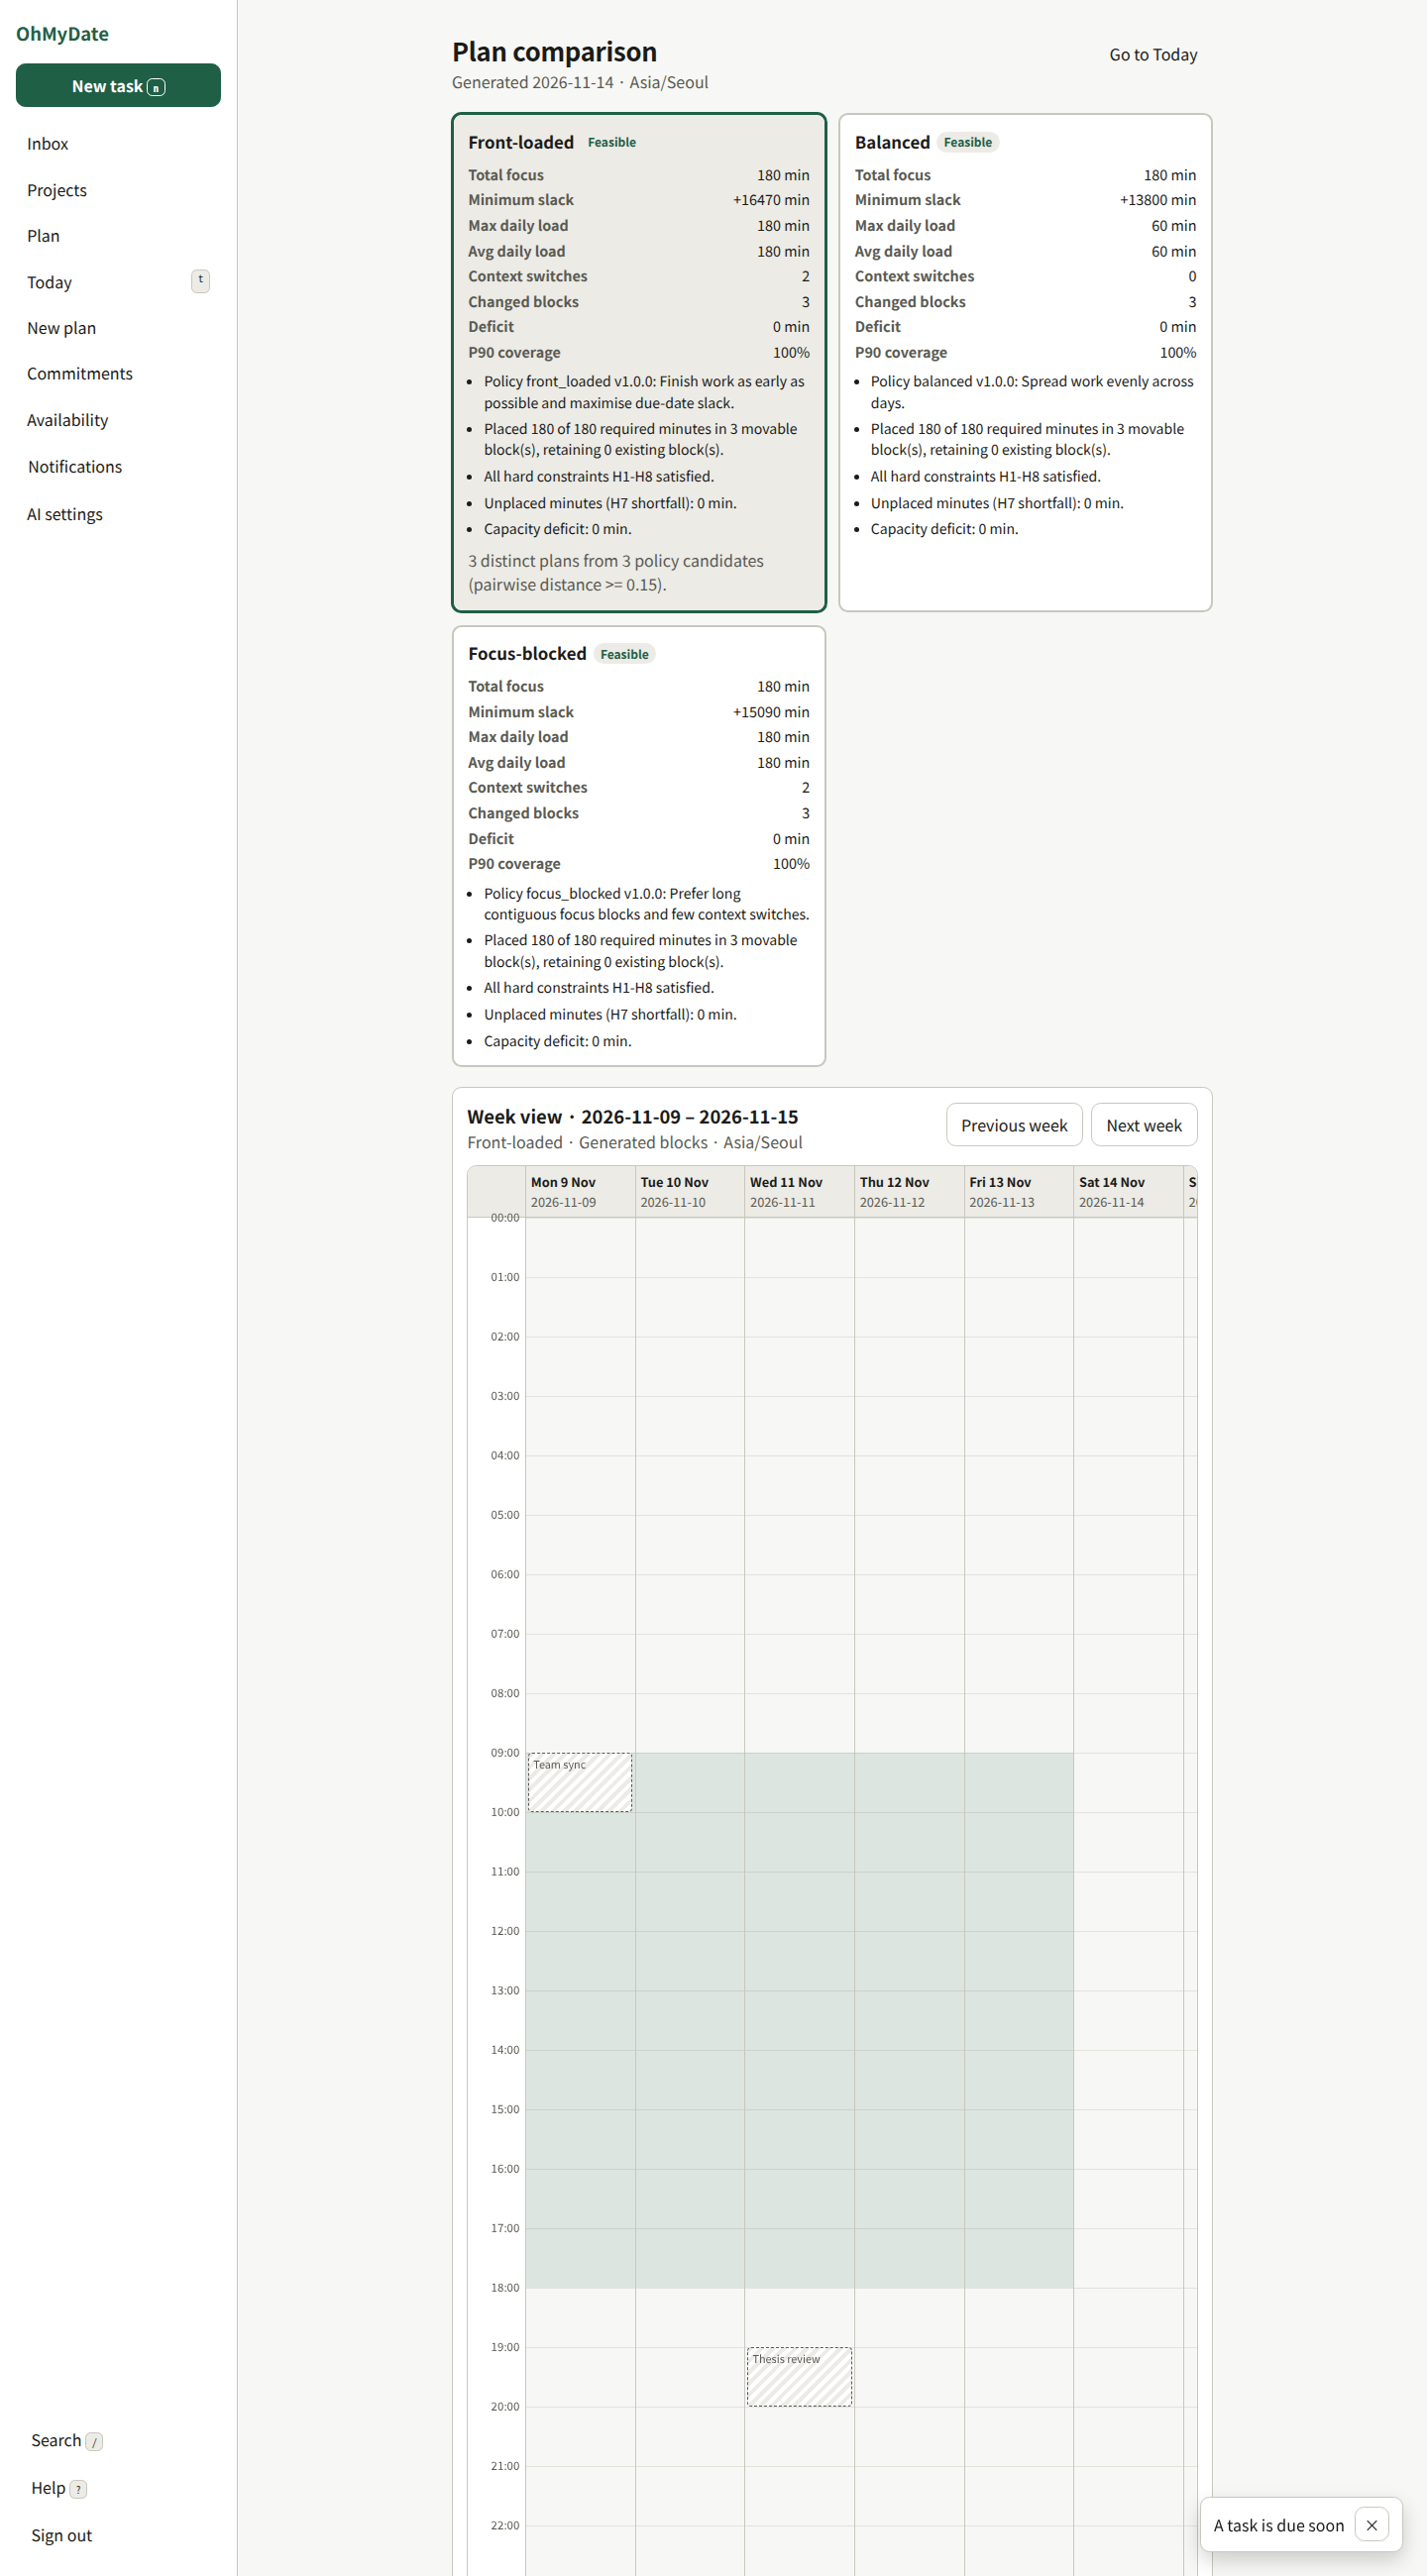 OhMyDate
New task n
Inbox
Projects
Plan
Today t
New plan
Commitments
Availability
Notifications
AI settings
Search /
Help ?
Sign out
Plan comparison
Generated 2026-11-14 · Asia/Seoul
Go to Today
Front-loaded Feasible
Total focus 180 min
Minimum slack +16470 min
Max daily load 180 min
Avg daily load 180 min
Context switches 2
Changed blocks 3
Deficit 0 min
P90 coverage 100%
• Policy front_loaded v1.0.0: Finish work as early as
possible and maximise due-date slack.
• Placed 180 of 180 required minutes in 3 movable
block(s), retaining 0 existing block(s).
• All hard constraints H1-H8 satisfied.
• Unplaced minutes (H7 shortfall): 0 min.
• Capacity deficit: 0 min.
3 distinct plans from 3 policy candidates
(pairwise distance >= 0.15).
Balanced Feasible
Total focus 180 min
Minimum slack +13800 min
Max daily load 60 min
Avg daily load 60 min
Context switches 0
Changed blocks 3
Deficit 0 min
P90 coverage 100%
• Policy balanced v1.0.0: Spread work evenly across
days.
• Placed 180 of 180 required minutes in 3 movable
block(s), retaining 0 existing block(s).
• All hard constraints H1-H8 satisfied.
• Unplaced minutes (H7 shortfall): 0 min.
• Capacity deficit: 0 min.
Focus-blocked Feasible
Total focus 180 min
Minimum slack +15090 min
Max daily load 180 min
Avg daily load 180 min
Context switches 2
Changed blocks 3
Deficit 0 min
P90 coverage 100%
• Policy focus_blocked v1.0.0: Prefer long
contiguous focus blocks and few context switches.
• Placed 180 of 180 required minutes in 3 movable
block(s), retaining 0 existing block(s).
• All hard constraints H1-H8 satisfied.
• Unplaced minutes (H7 shortfall): 0 min.
• Capacity deficit: 0 min.
Week view · 2026-11-09 – 2026-11-15
Front-loaded · Generated blocks · Asia/Seoul
Previous week
Next week
Mon 9 Nov Tue 10 Nov Wed 11 Nov Thu 12 Nov Fri 13 Nov Sat 14 Nov S
2026-11-09 2026-11-10 2026-11-11 2026-11-12 2026-11-13 2026-11-14
00:00
01:00
02:00
03:00
04:00
05:00
06:00
07:00
08:00
09:00
Team sync
10:00
11:00
12:00
13:00
14:00
15:00
16:00
17:00
18:00
19:00
Thesis review
20:00
21:00
22:00
A task is due soon ×